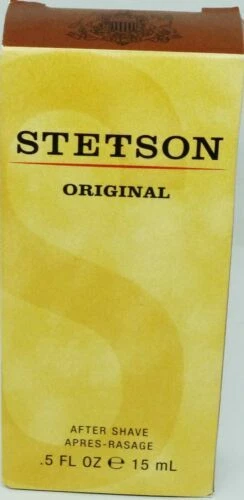 STETSON
ORIGINAL
AFTER SHAVE
APRES-RASAGE
.5 FL OZ ℮ 15 mL